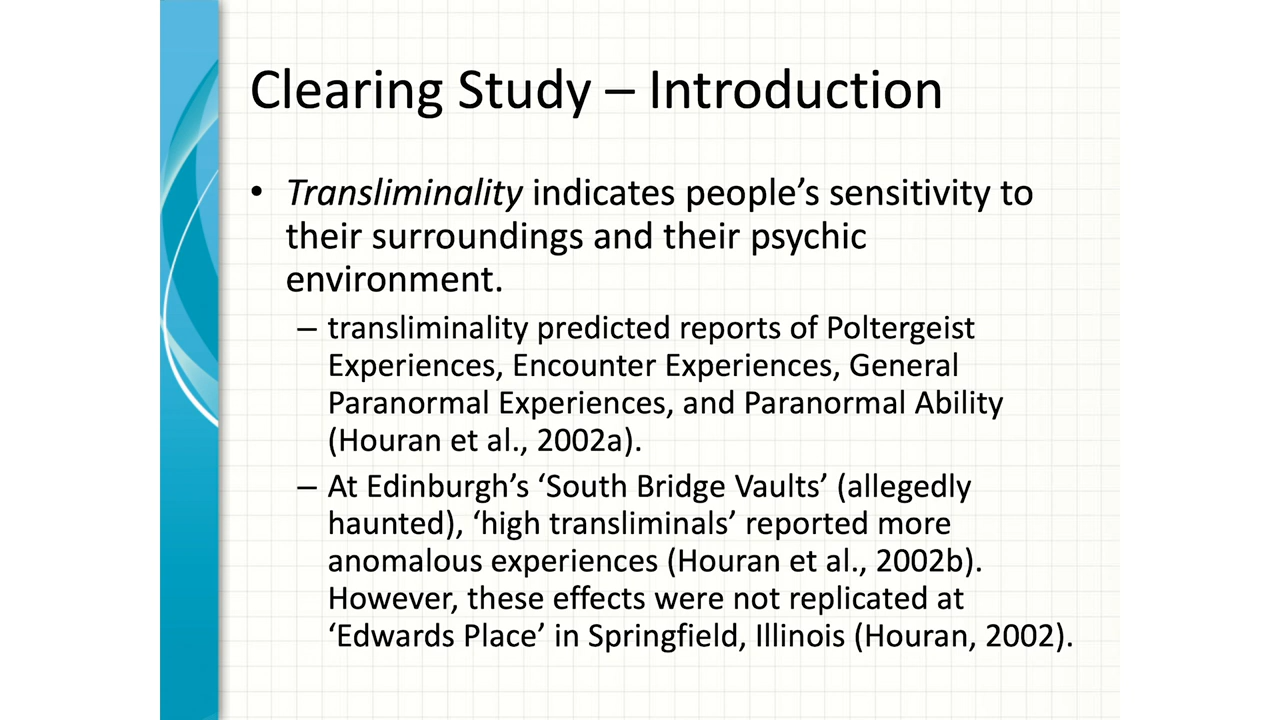 Clearing Study – Introduction
• Transliminality indicates people’s sensitivity to
their surroundings and their psychic
environment.
– transliminality predicted reports of Poltergeist
Experiences, Encounter Experiences, General
Paranormal Experiences, and Paranormal Ability
(Houran et al., 2002a).
– At Edinburgh’s ‘South Bridge Vaults’ (allegedly
haunted), ‘high transliminals’ reported more
anomalous experiences (Houran et al., 2002b).
However, these effects were not replicated at
‘Edwards Place’ in Springfield, Illinois (Houran, 2002).